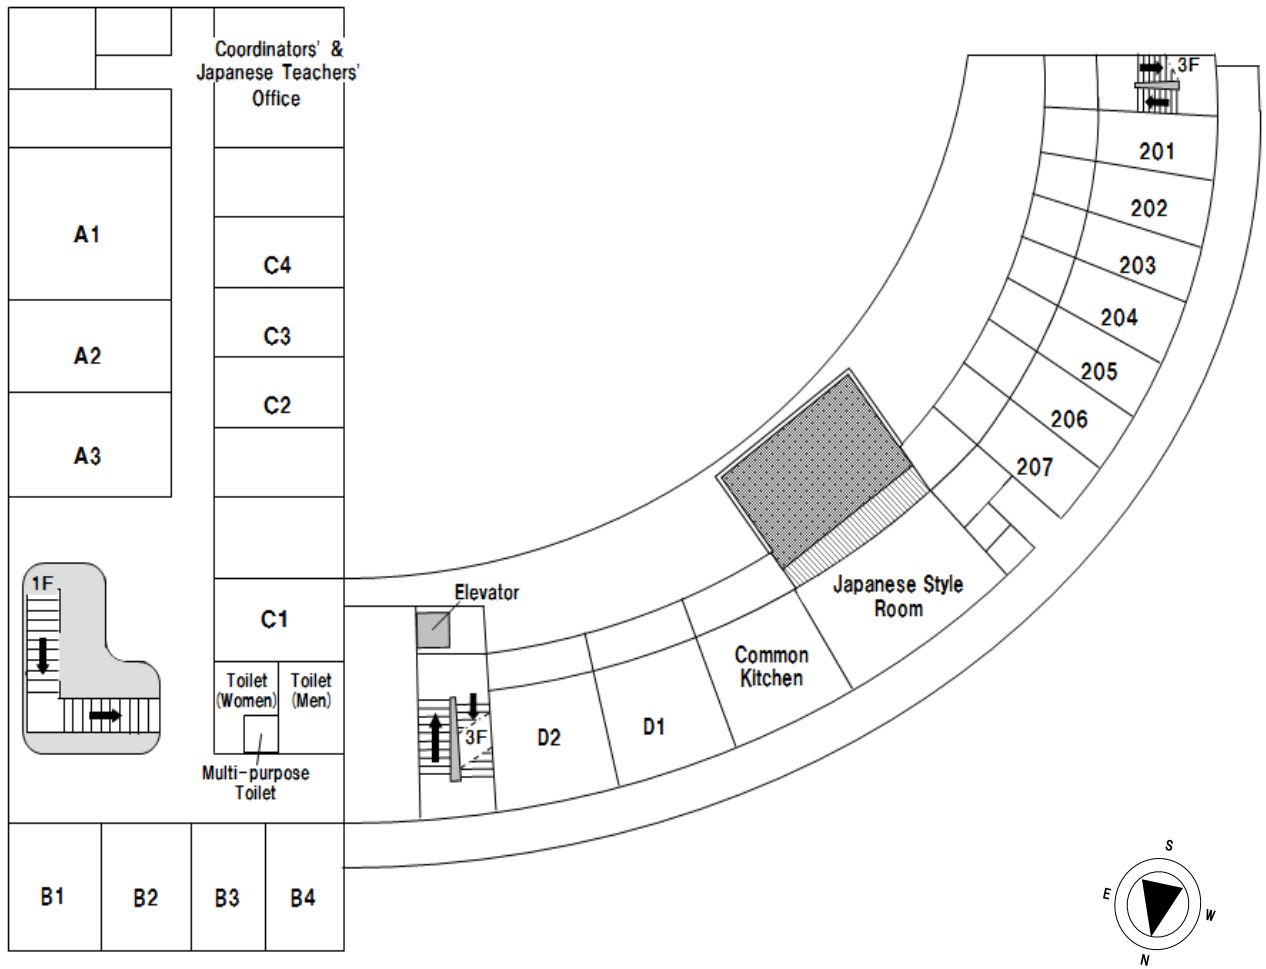 Coordinators' &
Japanese Teachers'
Office
A1
A2
A3
C4
C3
C2
C1
1F
Toilet
(Women)
Toilet
(Men)
Multi-purpose
Toilet
B1
B2
B3
B4
Elevator
3F
D2
D1
Common
Kitchen
Japanese Style
Room
3F
201
202
203
204
205
206
207
S
E
W
N